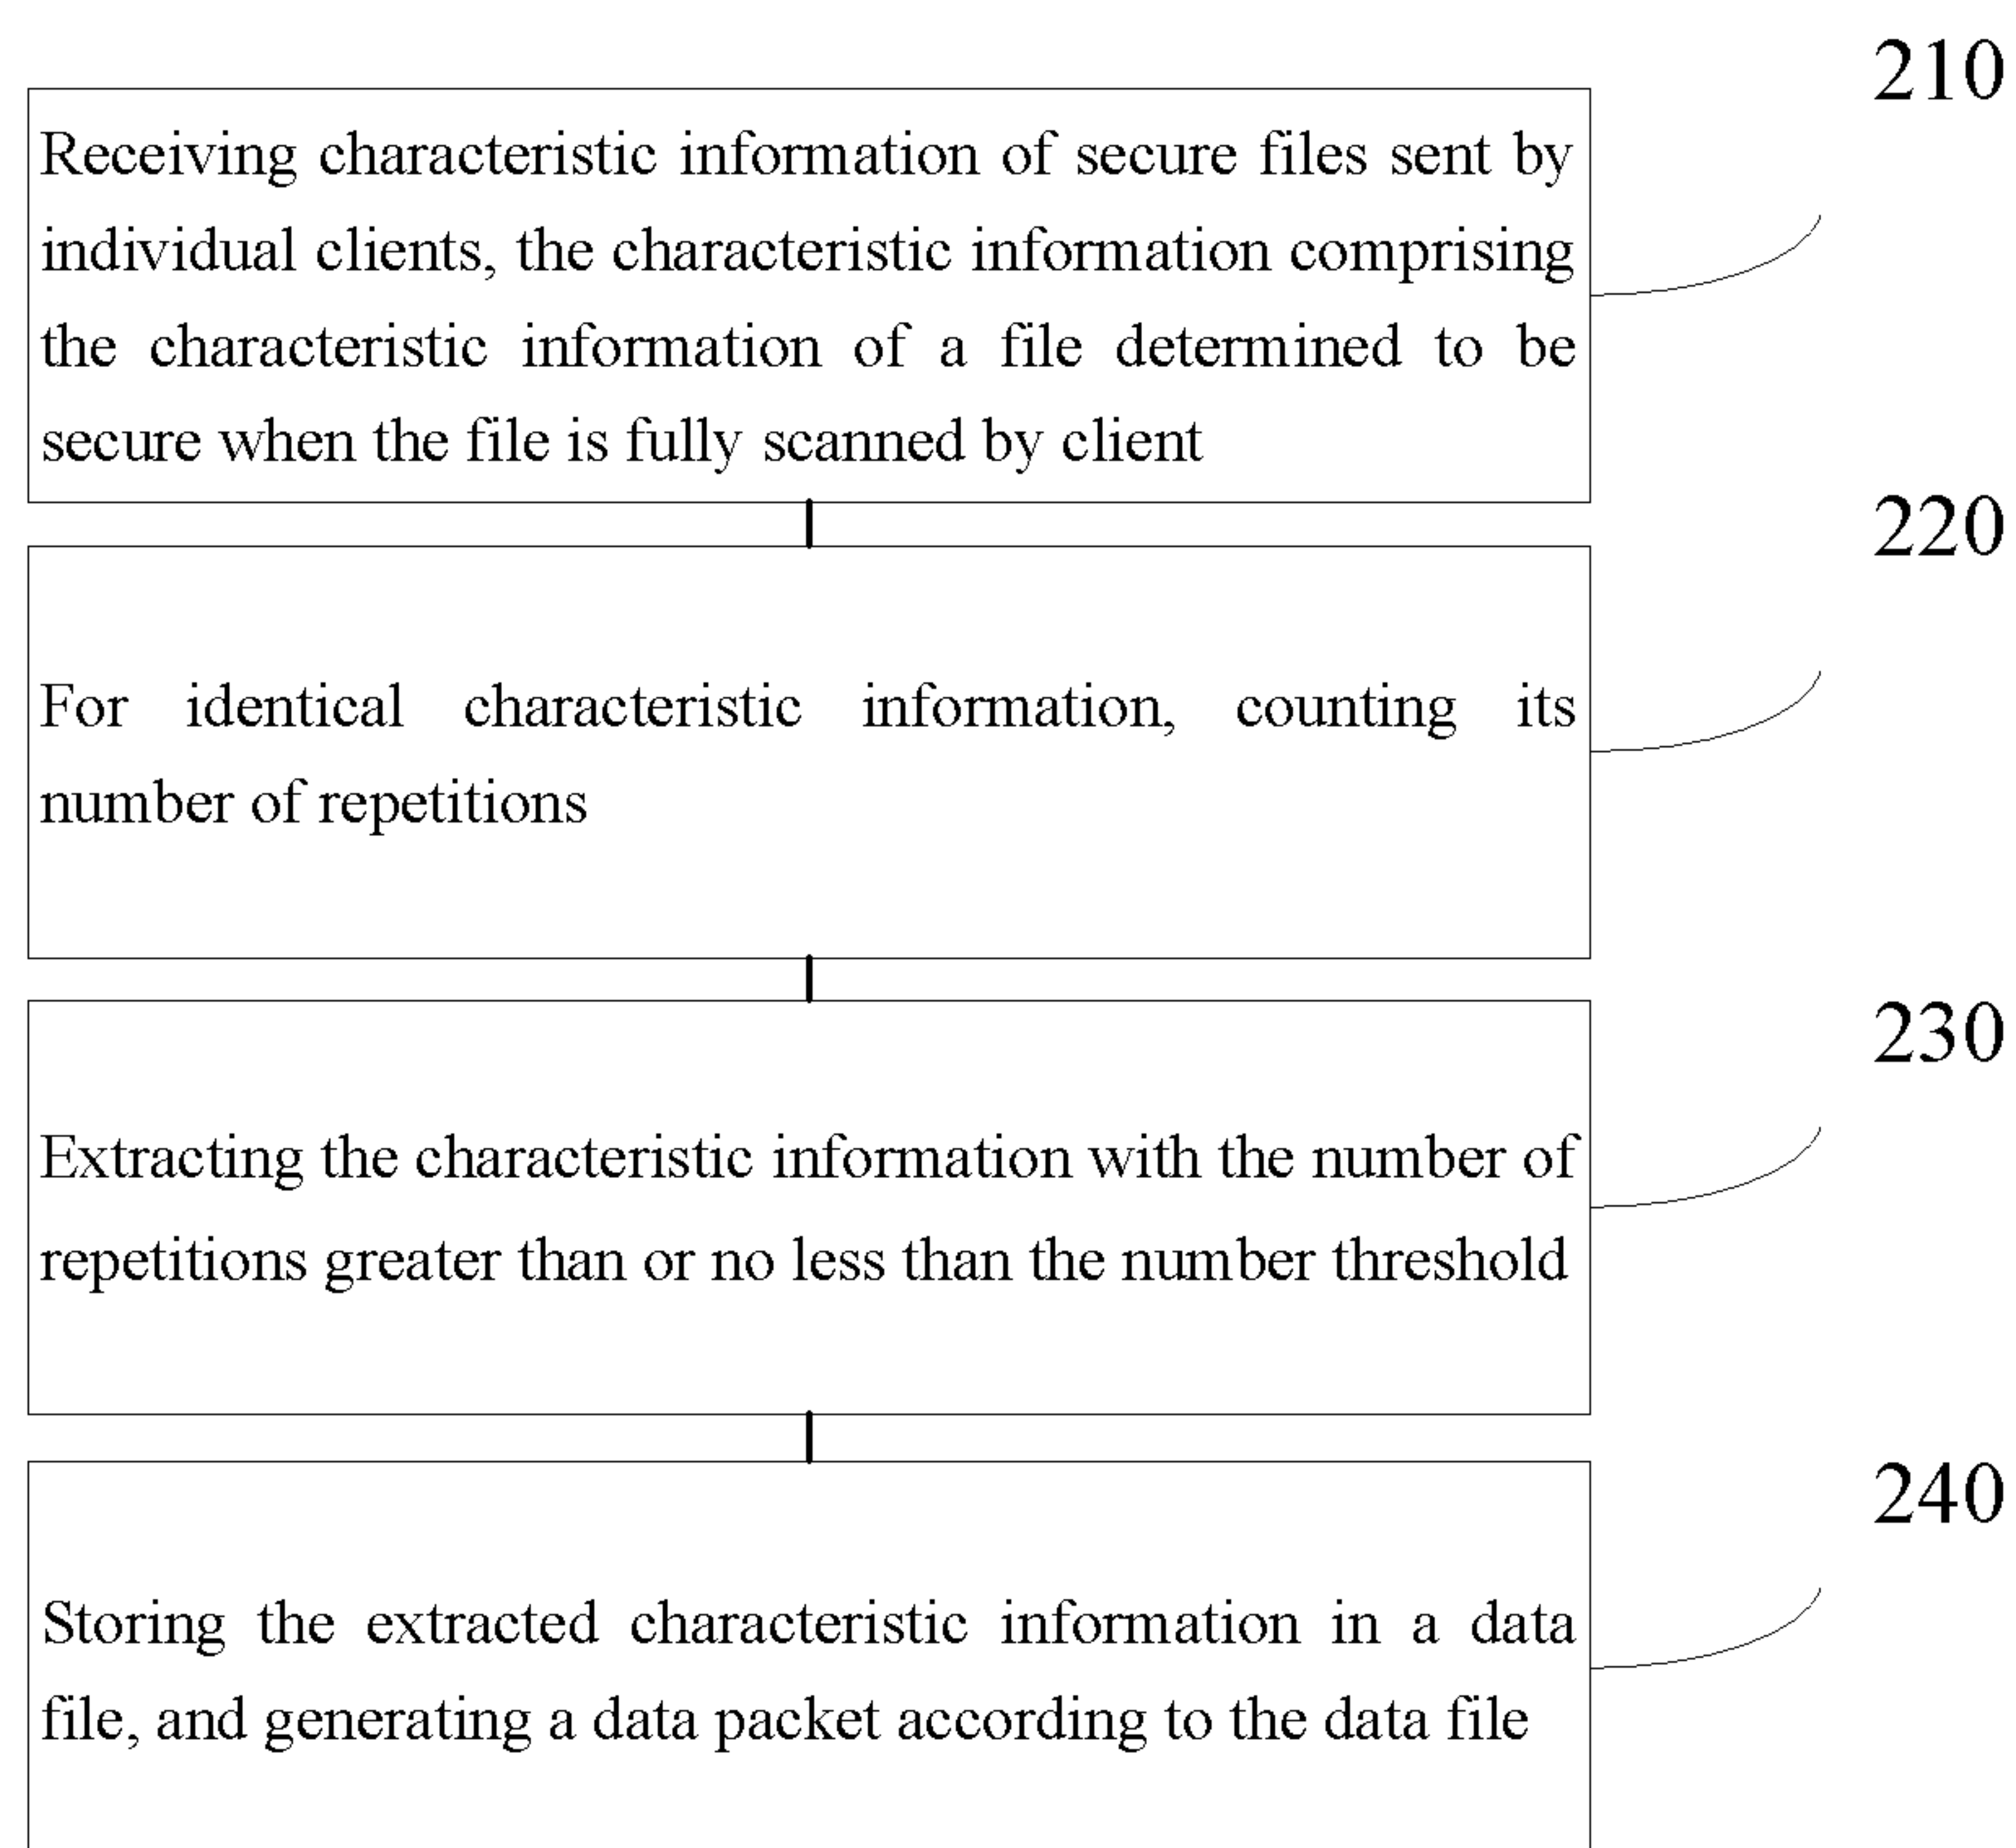 210
Receiving characteristic information of secure files sent by
individual clients, the characteristic information comprising
the characteristic information of a file determined to be
secure when the file is fully scanned by client
220
For identical characteristic information, counting its
number of repetitions
230
Extracting the characteristic information with the number of
repetitions greater than or no less than the number threshold
240
Storing the extracted characteristic information in a data
file, and generating a data packet according to the data file